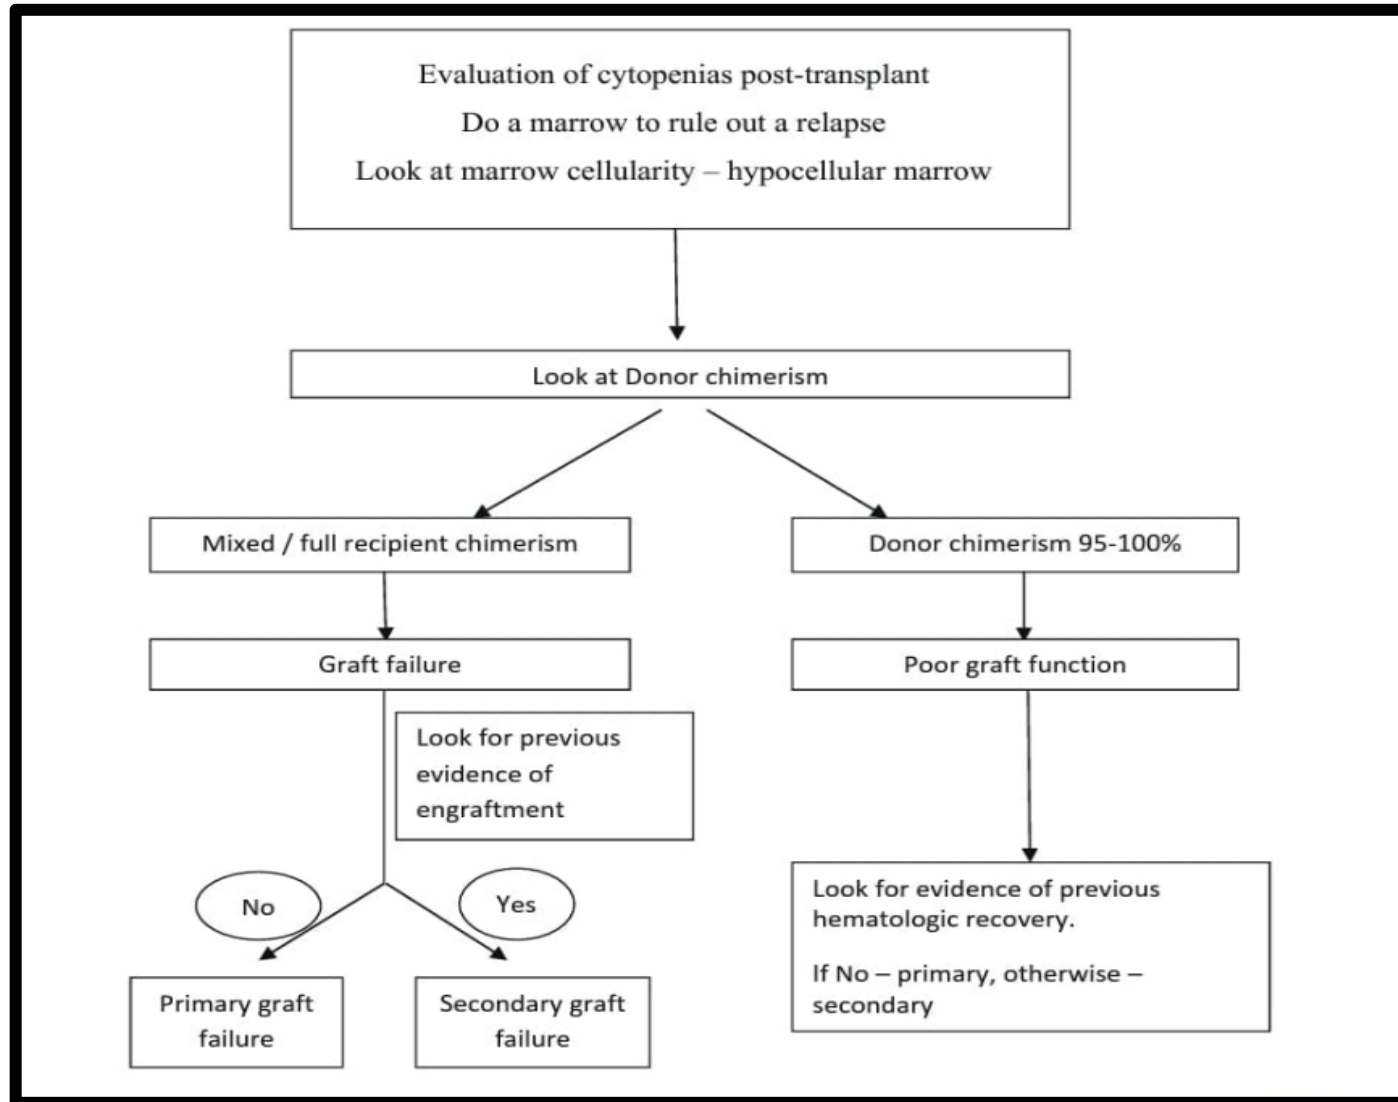 Evaluation of cytopenias post-transplant
Do a marrow to rule out a relapse
Look at marrow cellularity – hypocellular marrow
Look at Donor chimerism
Mixed / full recipient chimerism
Donor chimerism 95-100%
Graft failure
Poor graft function
Look for previous
evidence of
engraftment
No
Yes
Look for evidence of previous
hematologic recovery.
If No – primary, otherwise –
secondary
Primary graft
failure
Secondary graft
failure